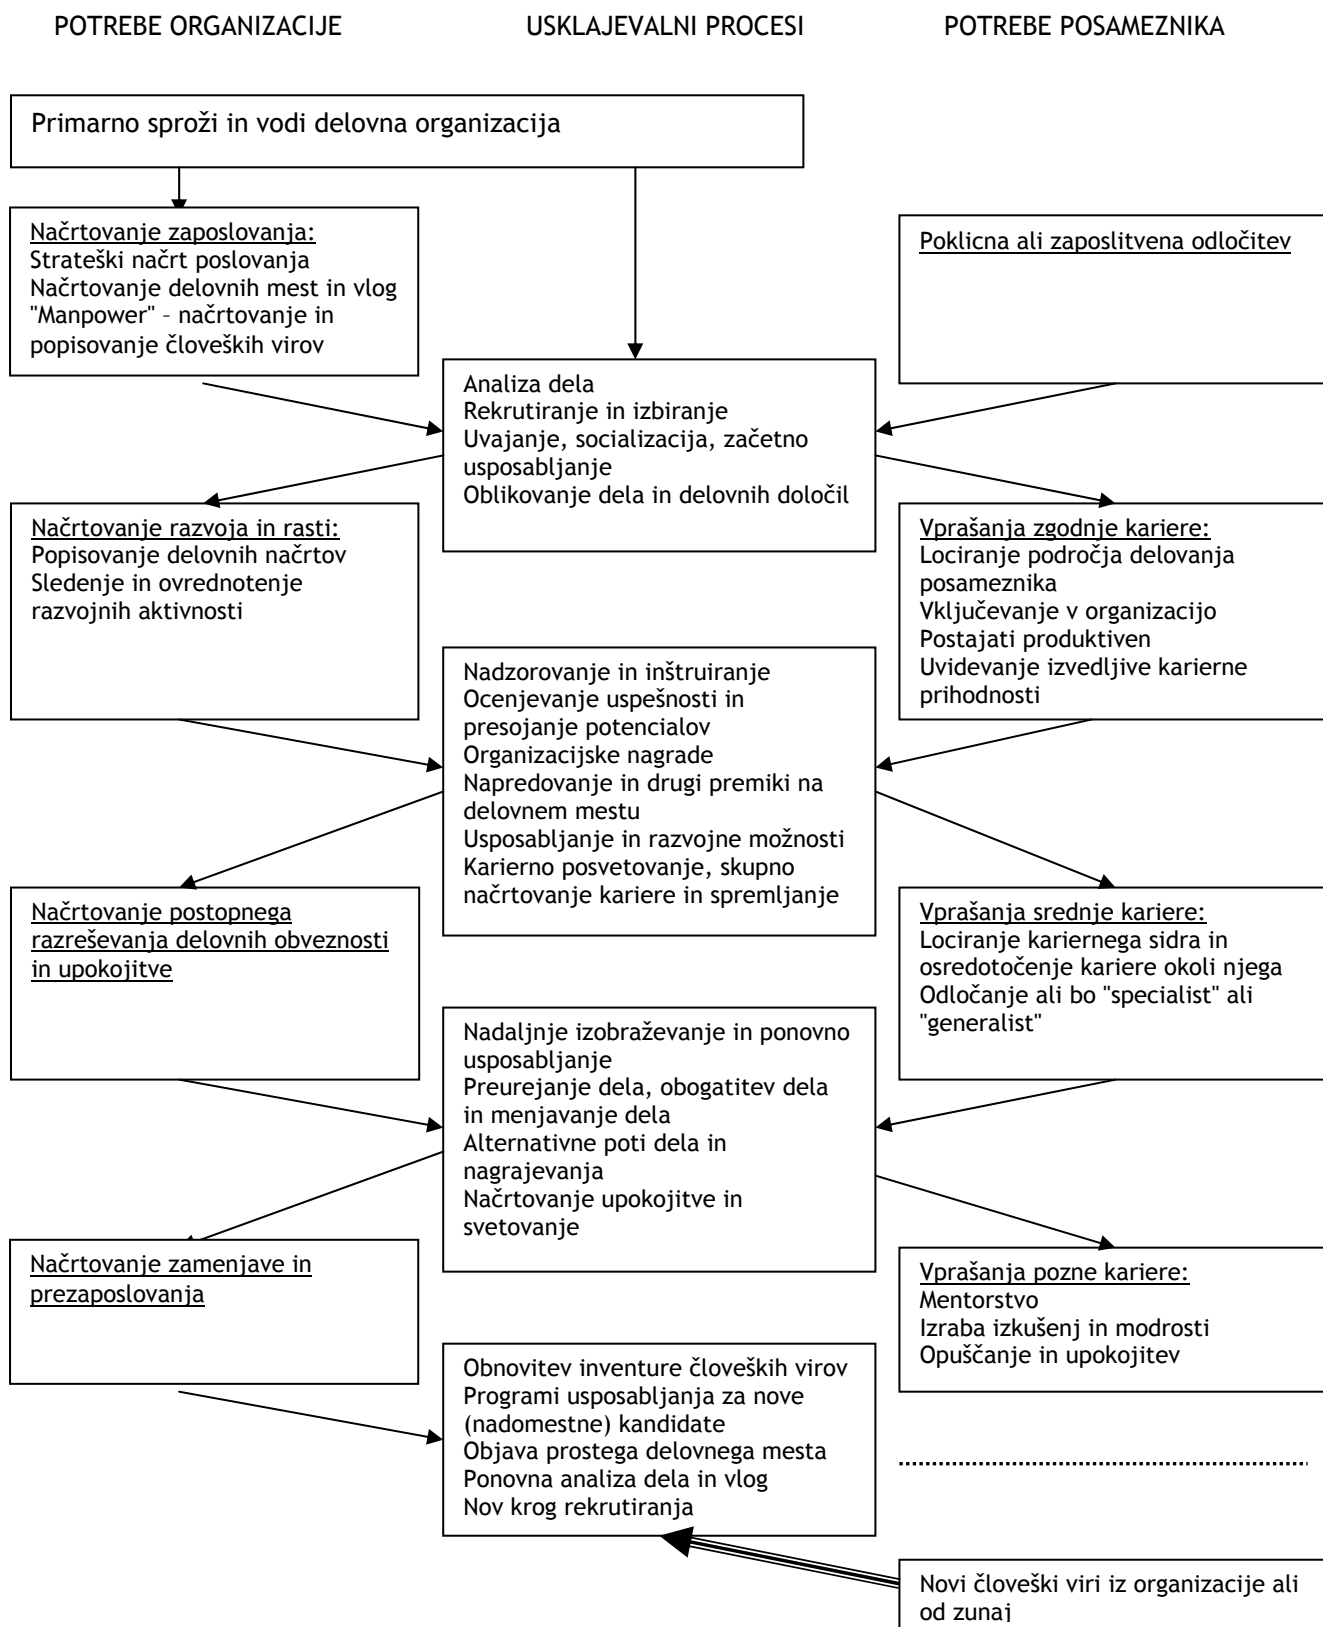 POTREBE ORGANIZACIJE
USKLAJEVALNI PROCESI
POTREBE POSAMEZNIKA
Primarno sproži in vodi delovna organizacija
Načrtovanje zaposlovanja:
Strateški načrt poslovanja
Načrtovanje delovnih mest in vlog
"Manpower" – načrtovanje in
popisovanje človeških virov
Poklicna ali zaposlitvena odločitev
Analiza dela
Rekrutiranje in izbiranje
Uvajanje, socializacija, začetno
usposabljanje
Oblikovanje dela in delovnih določil
Načrtovanje razvoja in rasti:
Popisovanje delovnih načrtov
Sledenje in ovrednotenje
razvojnih aktivnosti
Vprašanja zgodnje kariere:
Lociranje področja delovanja
posameznika
Vključevanje v organizacijo
Postajati produktiven
Uvidevanje izvedljive karierne
prihodnosti
Nadzorovanje in inštruiranje
Ocenjevanje uspešnosti in
presojanje potencialov
Organizacijske nagrade
Napredovanje in drugi premiki na
delovnem mestu
Usposabljanje in razvojne možnosti
Karierno posvetovanje, skupno
načrtovanje kariere in spremljanje
Načrtovanje postopnega
razreševanja delovnih obveznosti
in upokojitve
Vprašanja srednje kariere:
Lociranje kariernega sidra in
osredotočenje kariere okoli njega
Odločanje ali bo "specialist" ali
"generalist"
Nadaljnje izobraževanje in ponovno
usposabljanje
Preurejanje dela, obogatitev dela
in menjavanje dela
Alternativne poti dela in
nagrajevanja
Načrtovanje upokojitve in
svetovanje
Načrtovanje zamenjave in
prezaposlovanja
Vprašanja pozne kariere:
Mentorstvo
Izraba izkušenj in modrosti
Opuščanje in upokojitev
Obnovitev inventure človeških virov
Programi usposabljanja za nove
(nadomestne) kandidate
Objava prostega delovnega mesta
Ponovna analiza dela in vlog
Nov krog rekrutiranja
Novi človeški viri iz organizacije ali
od zunaj